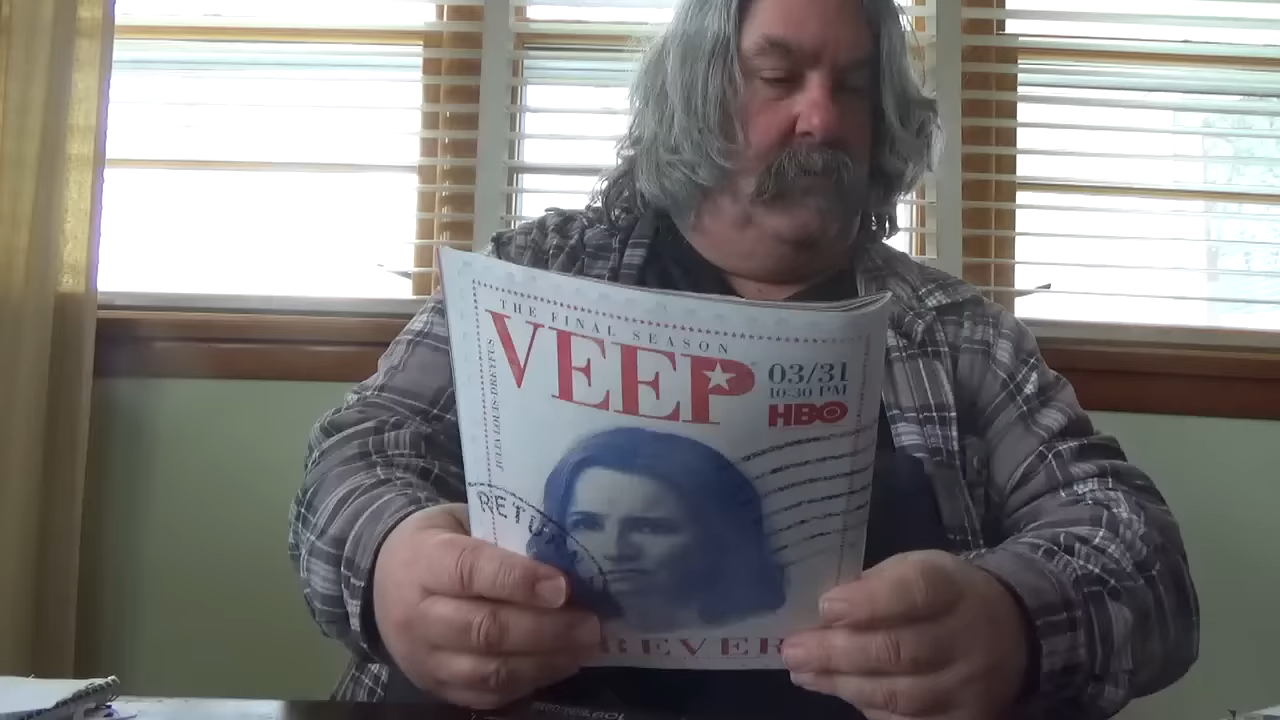 THE FINAL SEASON
VEEP
03/31
10:30 PM
HBO
JULIA LOUIS-DREYFUS